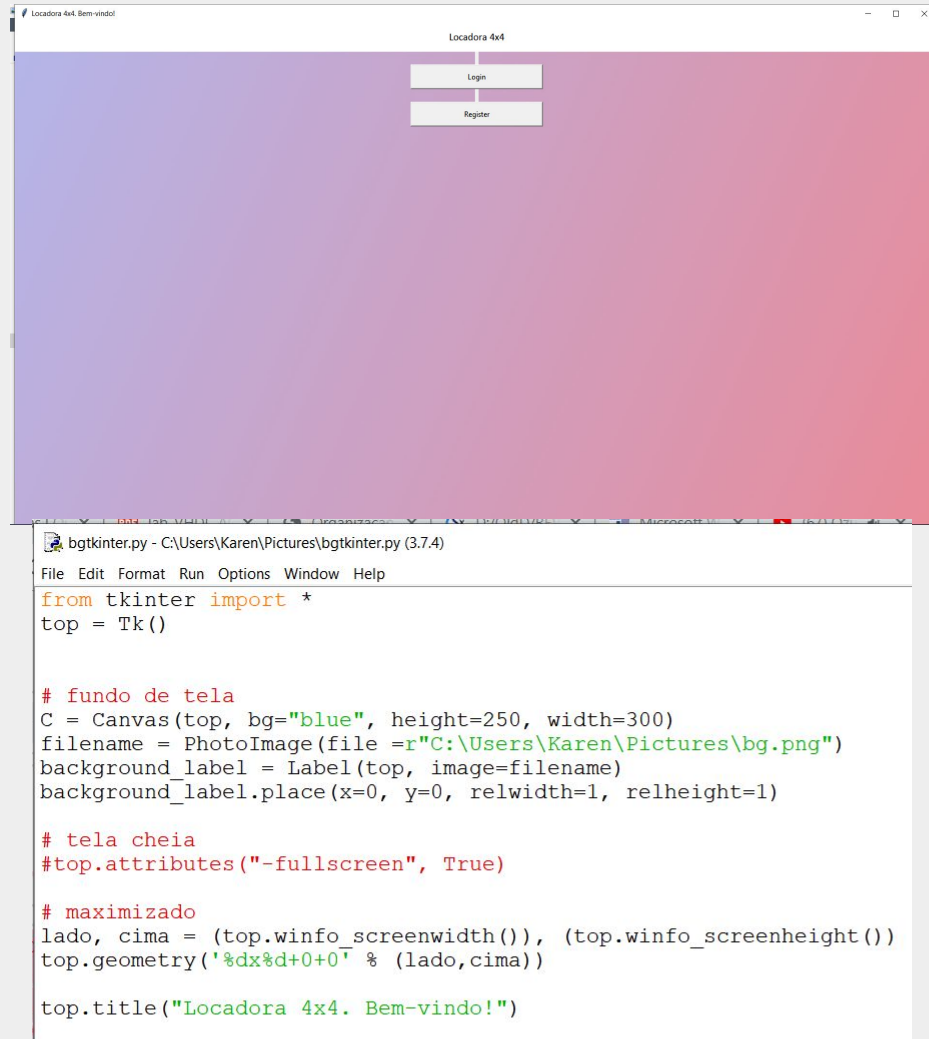 Locadora 4x4. Bem-vindo!
Locadora 4x4
Login
Register
Organizaçã
Microsoft
bgtkinter.py - C:\Users\Karen\Pictures\bgtkinter.py (3.7.4)
File Edit Format Run Options Window Help
from tkinter import *
top = Tk()
# fundo de tela
C = Canvas(top, bg="blue", height=250, width=300)
filename = PhotoImage(file =r"C:\Users\Karen\Pictures\bg.png")
background_label = Label(top, image=filename)
background_label.place(x=0, y=0, relwidth=1, relheight=1)
# tela cheia
#top.attributes("-fullscreen", True)
# maximizado
lado, cima = (top.winfo_screenwidth()), (top.winfo_screenheight())
top.geometry('%dx%d+0+0' % (lado,cima))
top.title("Locadora 4x4. Bem-vindo!")